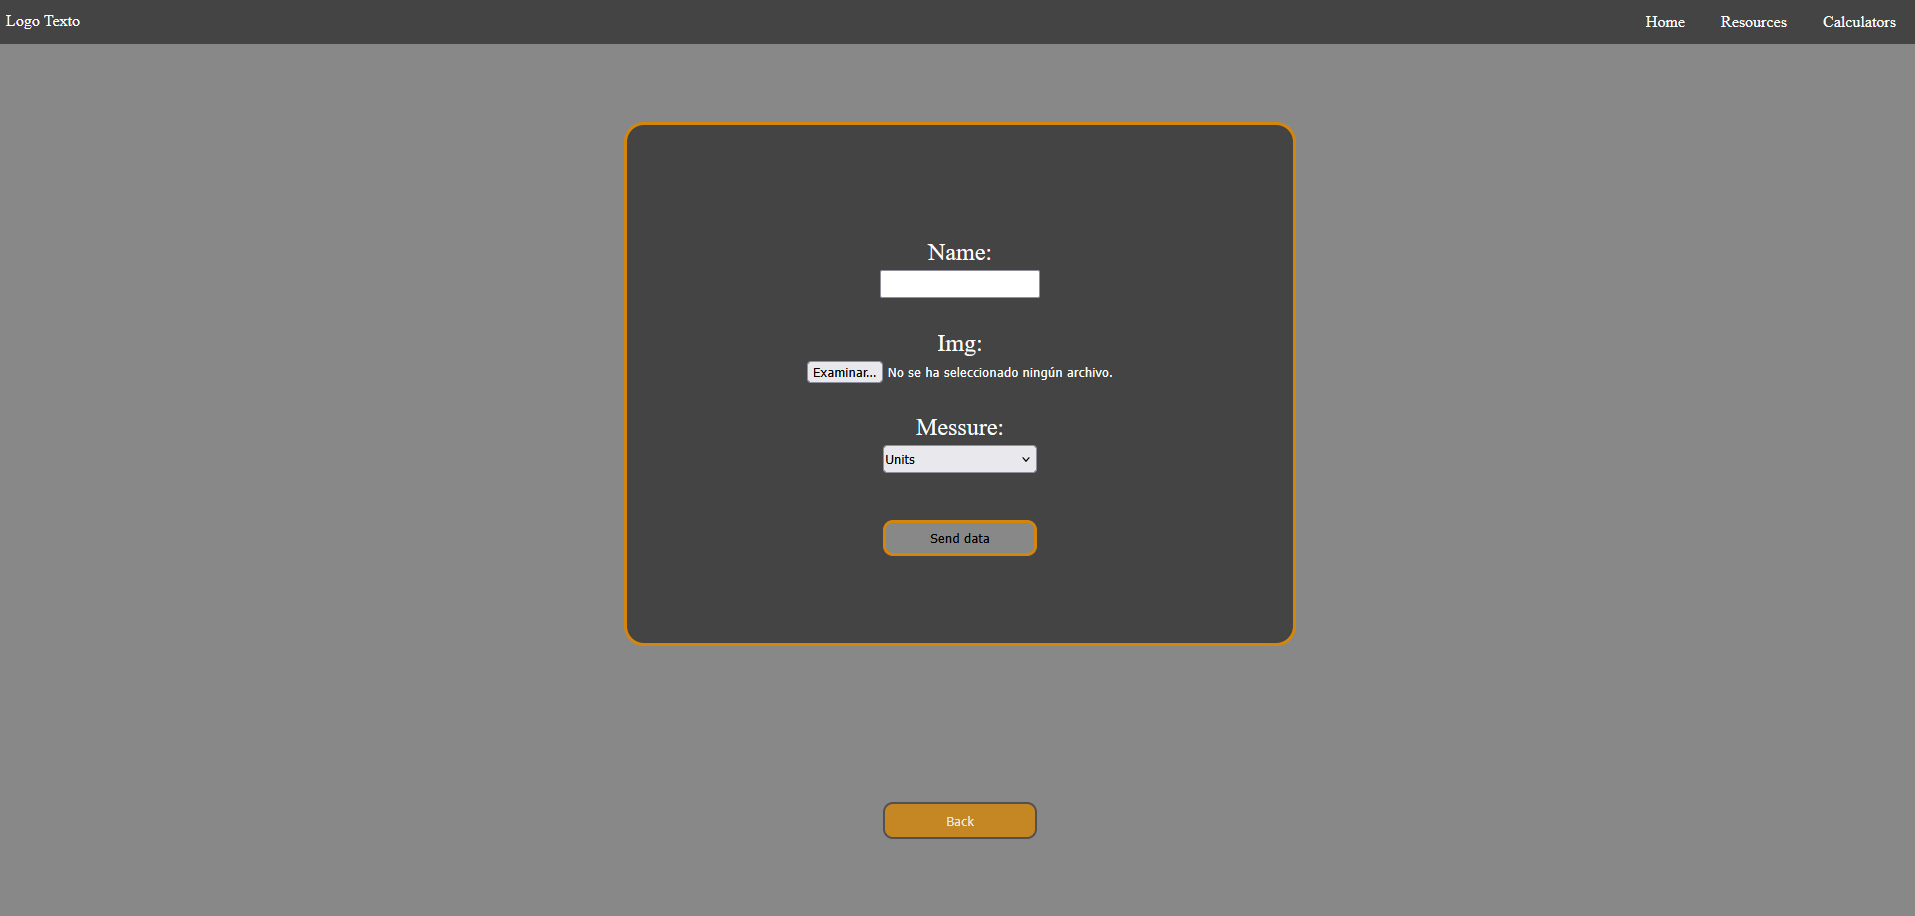 Logo Texto
Home Resources Calculators
Name:
Img:
Examinar... No se ha seleccionado ningún archivo.
Messure:
Units
Send data
Back